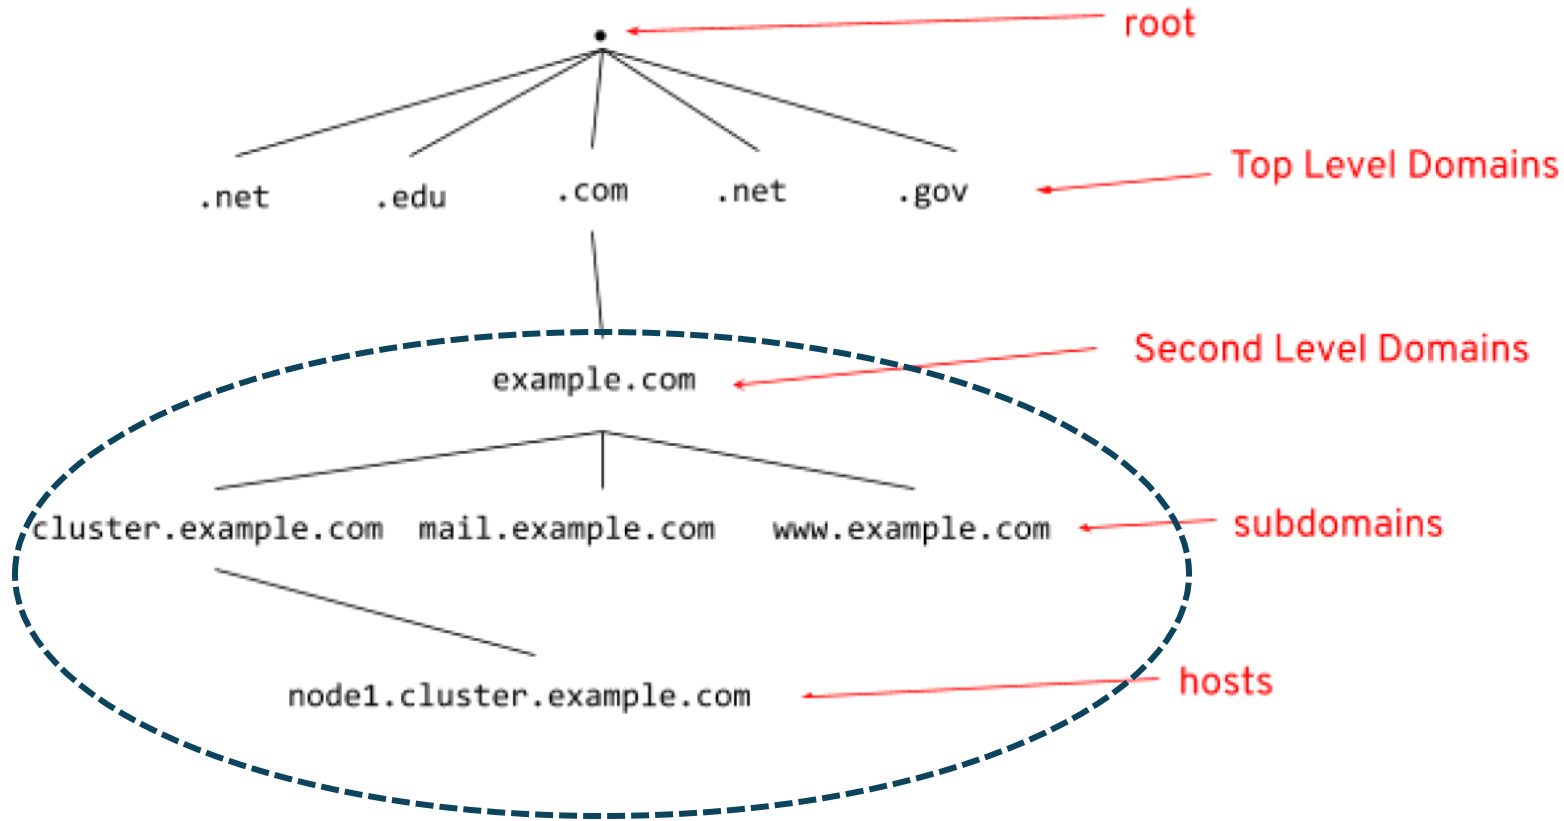 root
.net
.edu
.com
.net
.gov
Top Level Domains
example.com
Second Level Domains
cluster.example.com
mail.example.com
www.example.com
subdomains
node1.cluster.example.com
hosts